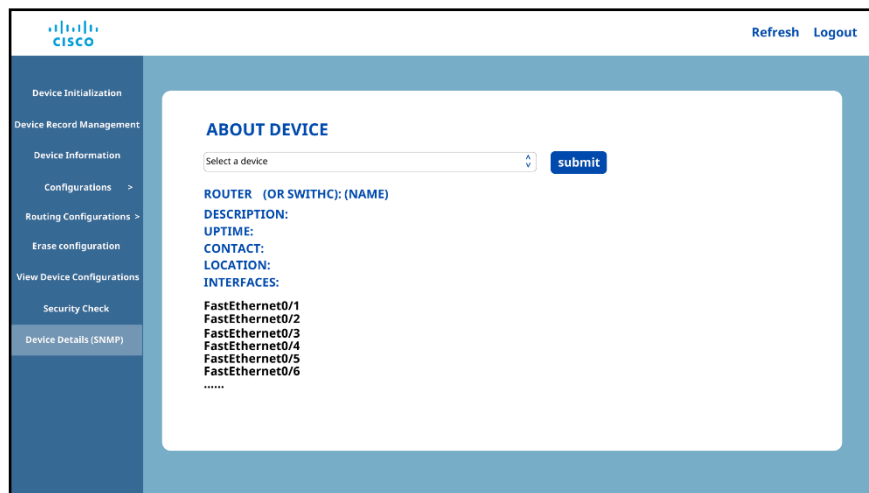 CISCO
Refresh Logout
Device Initialization
Device Record Management
Device Information
Configurations >
Routing Configurations >
Erase configuration
View Device Configurations
Security Check
Device Details (SNMP)
ABOUT DEVICE
Select a device
submit
ROUTER (OR SWITHC): (NAME)
DESCRIPTION:
UPTIME:
CONTACT:
LOCATION:
INTERFACES:
FastEthernet0/1
FastEthernet0/2
FastEthernet0/3
FastEthernet0/4
FastEthernet0/5
FastEthernet0/6
......